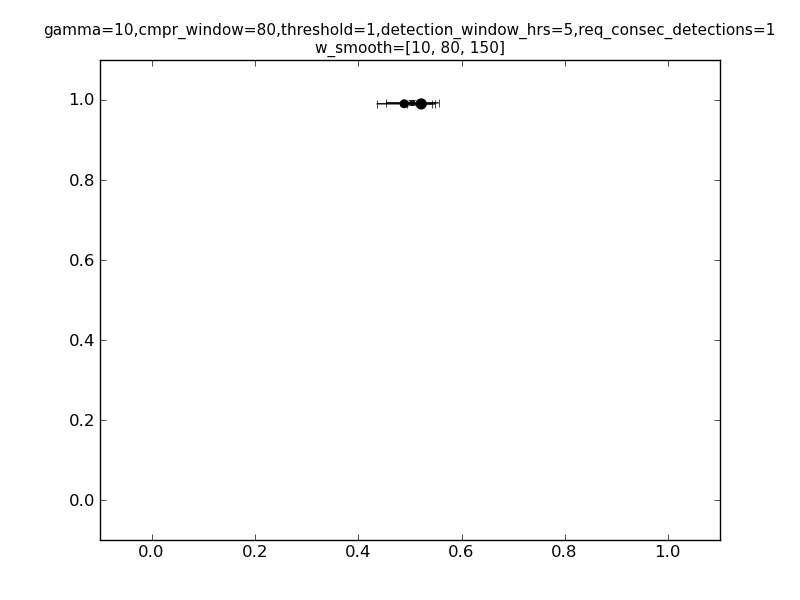 gamma=10,cmpr_window=80,threshold=1,detection_window_hrs=5,req_consec_detections=1
w_smooth=[10, 80, 150]
1.0
0.8
0.6
0.4
0.2
0.0
0.0 0.2 0.4 0.6 0.8 1.0